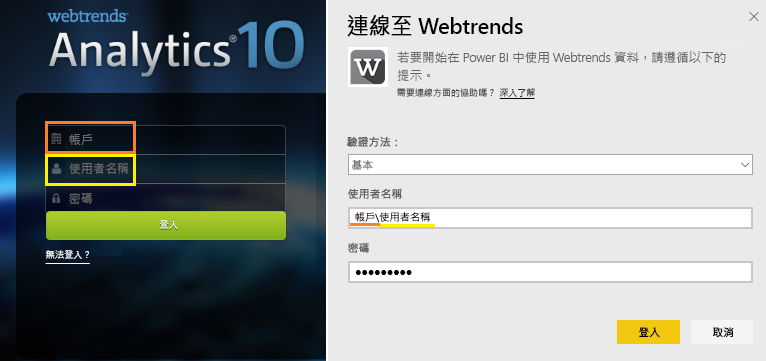 webtrends
Analytics® 10
帳戶
使用者名稱
密碼
登入
無法登入？
連線至 Webtrends
W
若要開始在 Power BI 中使用 Webtrends 資料，請遵循以下的
提示。
需要連線方面的協助嗎？ 深入了解
驗證方法：
基本
使用者名稱
帳戶\使用者名稱
密碼
登入
取消